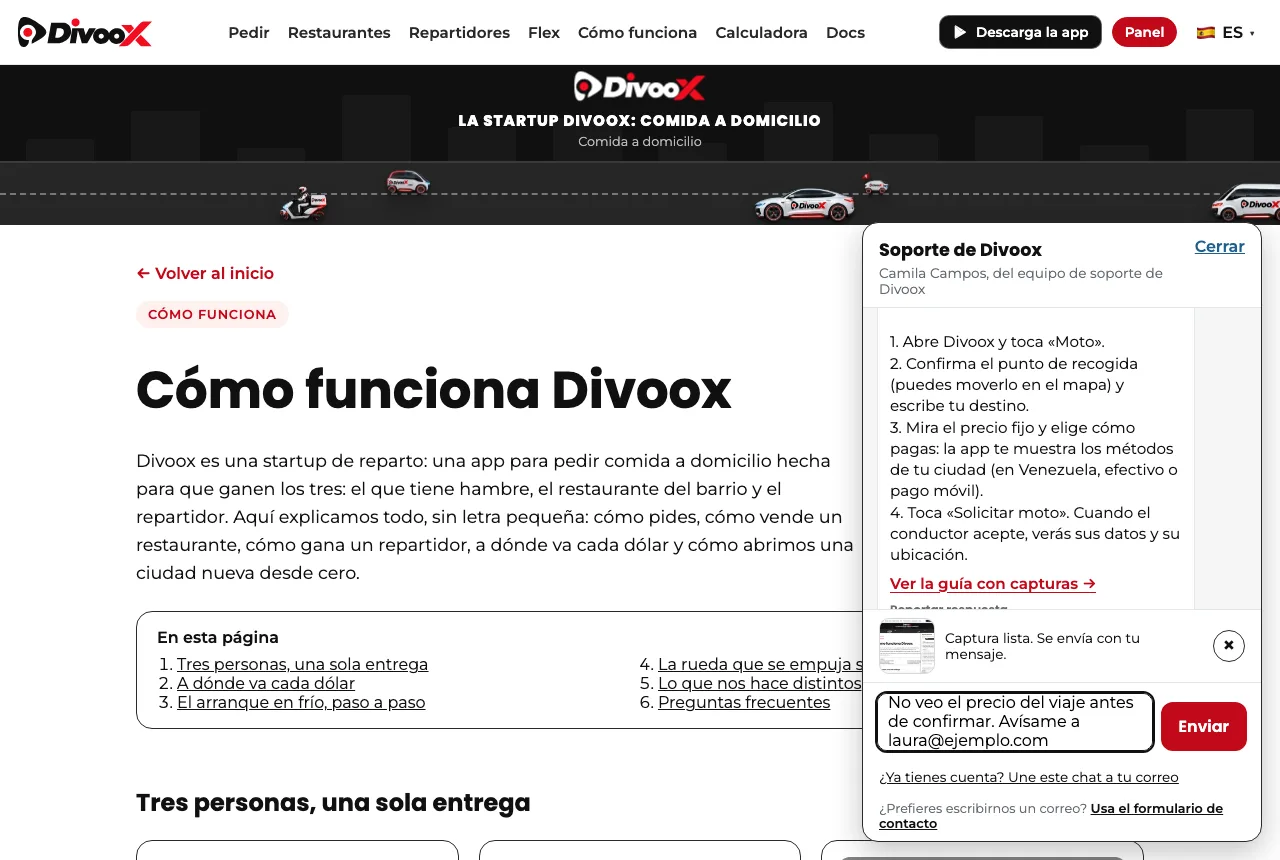 DivooX
Pedir
Restaurantes
Repartidores
Flex
Cómo funciona
Calculadora
Docs
Descarga la app
Panel
ES
DivooX
LA STARTUP DIVOOX: COMIDA A DOMICILIO
Comida a domicilio
DivooX
DivooX
DivooX
DivooX
← Volver al inicio
CÓMO FUNCIONA
Cómo funciona Divoox
Divoox es una startup de reparto: una app para pedir comida a domicilio hecha
para que ganen los tres: el que tiene hambre, el restaurante del barrio y el
repartidor. Aquí explicamos todo, sin letra pequeña: cómo pides, cómo vende un
restaurante, cómo gana un repartidor, a dónde va cada dólar y cómo abrimos una
ciudad nueva desde cero.
En esta página
1. Tres personas, una sola entrega
2. A dónde va cada dólar
3. El arranque en frío, paso a paso
4. La rueda que se empuja s
5. Lo que nos hace distintos
6. Preguntas frecuentes
Tres personas, una sola entrega
Soporte de Divoox
Cerrar
Camila Campos, del equipo de soporte de
Divoox
1. Abre Divoox y toca «Moto».
2. Confirma el punto de recogida
(puedes moverlo en el mapa) y
escribe tu destino.
3. Mira el precio fijo y elige cómo
pagas: la app te muestra los métodos
de tu ciudad (en Venezuela, efectivo o
pago móvil).
4. Toca «Solicitar moto». Cuando el
conductor acepte, verás sus datos y su
ubicación.
Ver la guía con capturas →
Reportar respuesta
Captura lista. Se envía con tu
mensaje.
No veo el precio del viaje antes
de confirmar. Avísame a
laura@ejemplo.com
Enviar
¿Ya tienes cuenta? Une este chat a tu correo
¿Prefieres escribirnos un correo? Usa el formulario de
contacto